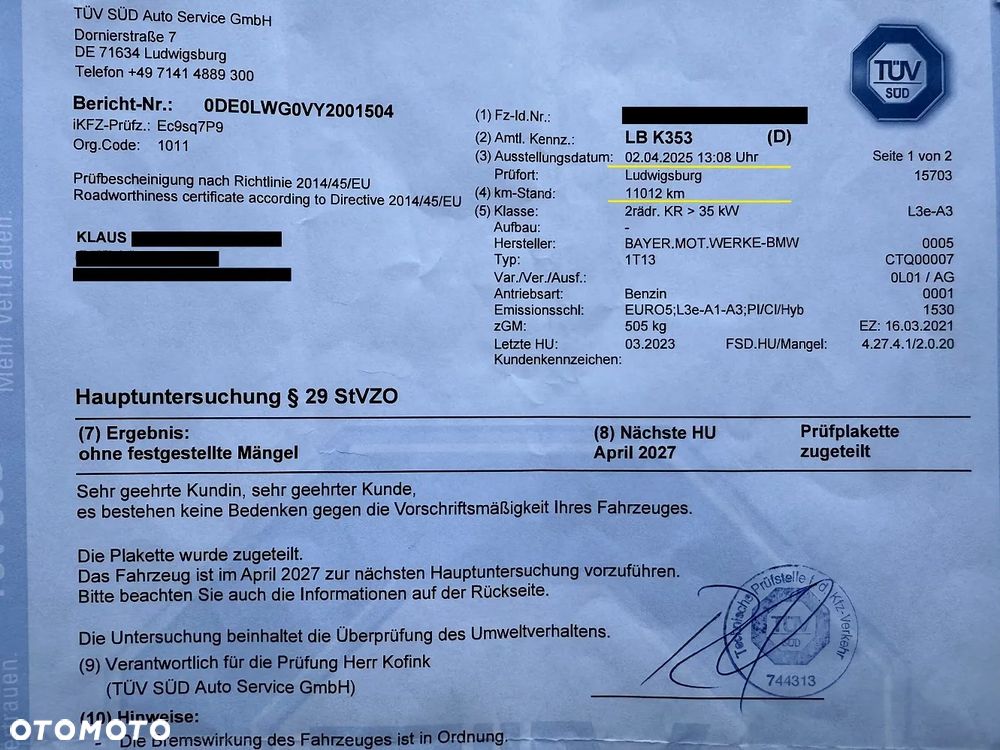 TÜV SÜD Auto Service GmbH
Dornierstraße 7
DE 71634 Ludwigsburg
Telefon +49 7141 4889 300
TÜV
SÜD
Bericht-Nr.: 0DE0LWG0VY2001504
iKFZ-Prüfz.: Ec9sq7P9
Org.Code: 1011
Prüfbescheinigung nach Richtlinie 2014/45/EU
Roadworthiness certificate according to Directive 2014/45/EU
KLAUS
(1) Fz-Id.Nr.:
(2) Amtl. Kennz.: LB K353 (D)
(3) Ausstellungsdatum: 02.04.2025 13:08 Uhr Seite 1 von 2
Prüfort: Ludwigsburg 15703
(4) km-Stand: 11012 km
(5) Klasse: 2rädr. KR > 35 kW L3e-A3
Aufbau: -
Hersteller: BAYER.MOT.WERKE-BMW 0005
Typ: 1T13 CTQ00007
Var./Ver./Ausf.: 0L01 / AG
Antriebsart: Benzin 0001
Emissionsschl: EURO5;L3e-A1-A3;PI/CI/Hyb 1530
zGM: 505 kg EZ: 16.03.2021
Letzte HU: 03.2023 FSD.HU/Mangel: 4.27.4.1/2.0.20
Kundenkennzeichen:
Hauptuntersuchung § 29 StVZO
(7) Ergebnis: (8) Nächste HU Prüfplakette
ohne festgestellte Mängel April 2027 zugeteilt
Sehr geehrte Kundin, sehr geehrter Kunde,
es bestehen keine Bedenken gegen die Vorschriftsmäßigkeit Ihres Fahrzeuges.
Die Plakette wurde zugeteilt.
Das Fahrzeug ist im April 2027 zur nächsten Hauptuntersuchung vorzuführen.
Bitte beachten Sie auch die Informationen auf der Rückseite.
Die Untersuchung beinhaltet die Überprüfung des Umweltverhaltens.
(9) Verantwortlich für die Prüfung Herr Kofink
(TÜV SÜD Auto Service GmbH)
Technische Prüfstelle f. d. Kfz-Verkehr
TÜV
SÜD
744313
(10) Hinweise:
- Die Bremswirkung des Fahrzeuges ist in Ordnung.
OTOMOTO
Mehr Vertrauen.